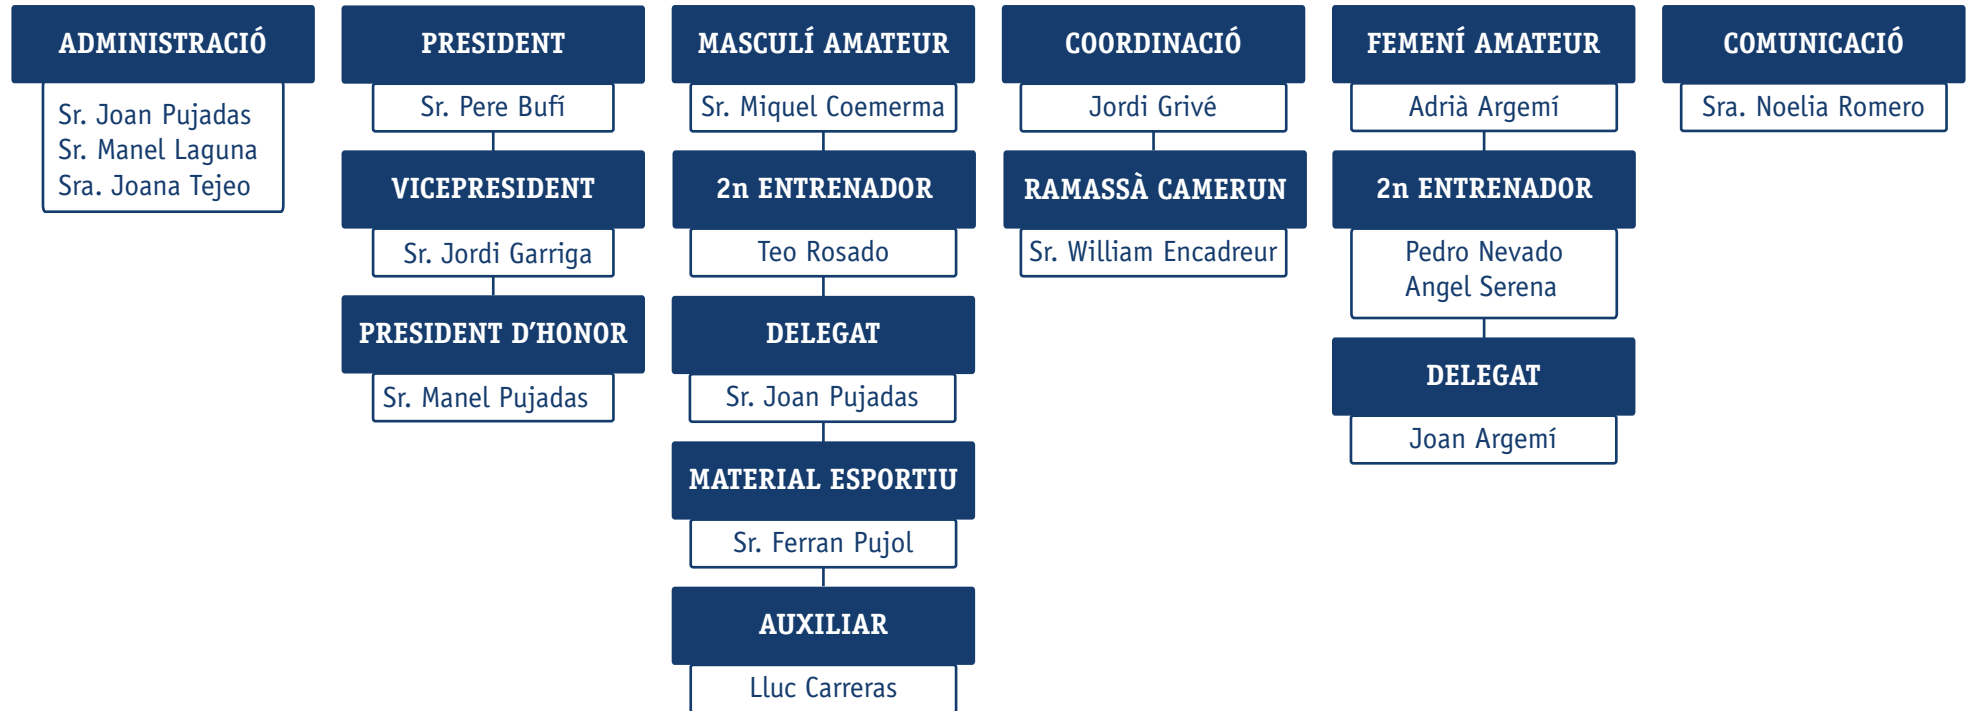 ADMINISTRACIÓ
Sr. Joan Pujadas
Sr. Manel Laguna
Sra. Joana Tejeo
PRESIDENT
Sr. Pere Bufí
VICEPRESIDENT
Sr. Jordi Garriga
PRESIDENT D'HONOR
Sr. Manel Pujadas
MASCULÍ AMATEUR
Sr. Miquel Coemerma
2n ENTRENADOR
Teo Rosado
DELEGAT
Sr. Joan Pujadas
MATERIAL ESPORTIU
Sr. Ferran Pujol
AUXILIAR
Lluc Carreras
COORDINACIÓ
Jordi Grivé
RAMASSÀ CAMERUN
Sr. William Encadreur
FEMENÍ AMATEUR
Adrià Argemí
2n ENTRENADOR
Pedro Nevado
Angel Serena
DELEGAT
Joan Argemí
COMUNICACIÓ
Sra. Noelia Romero